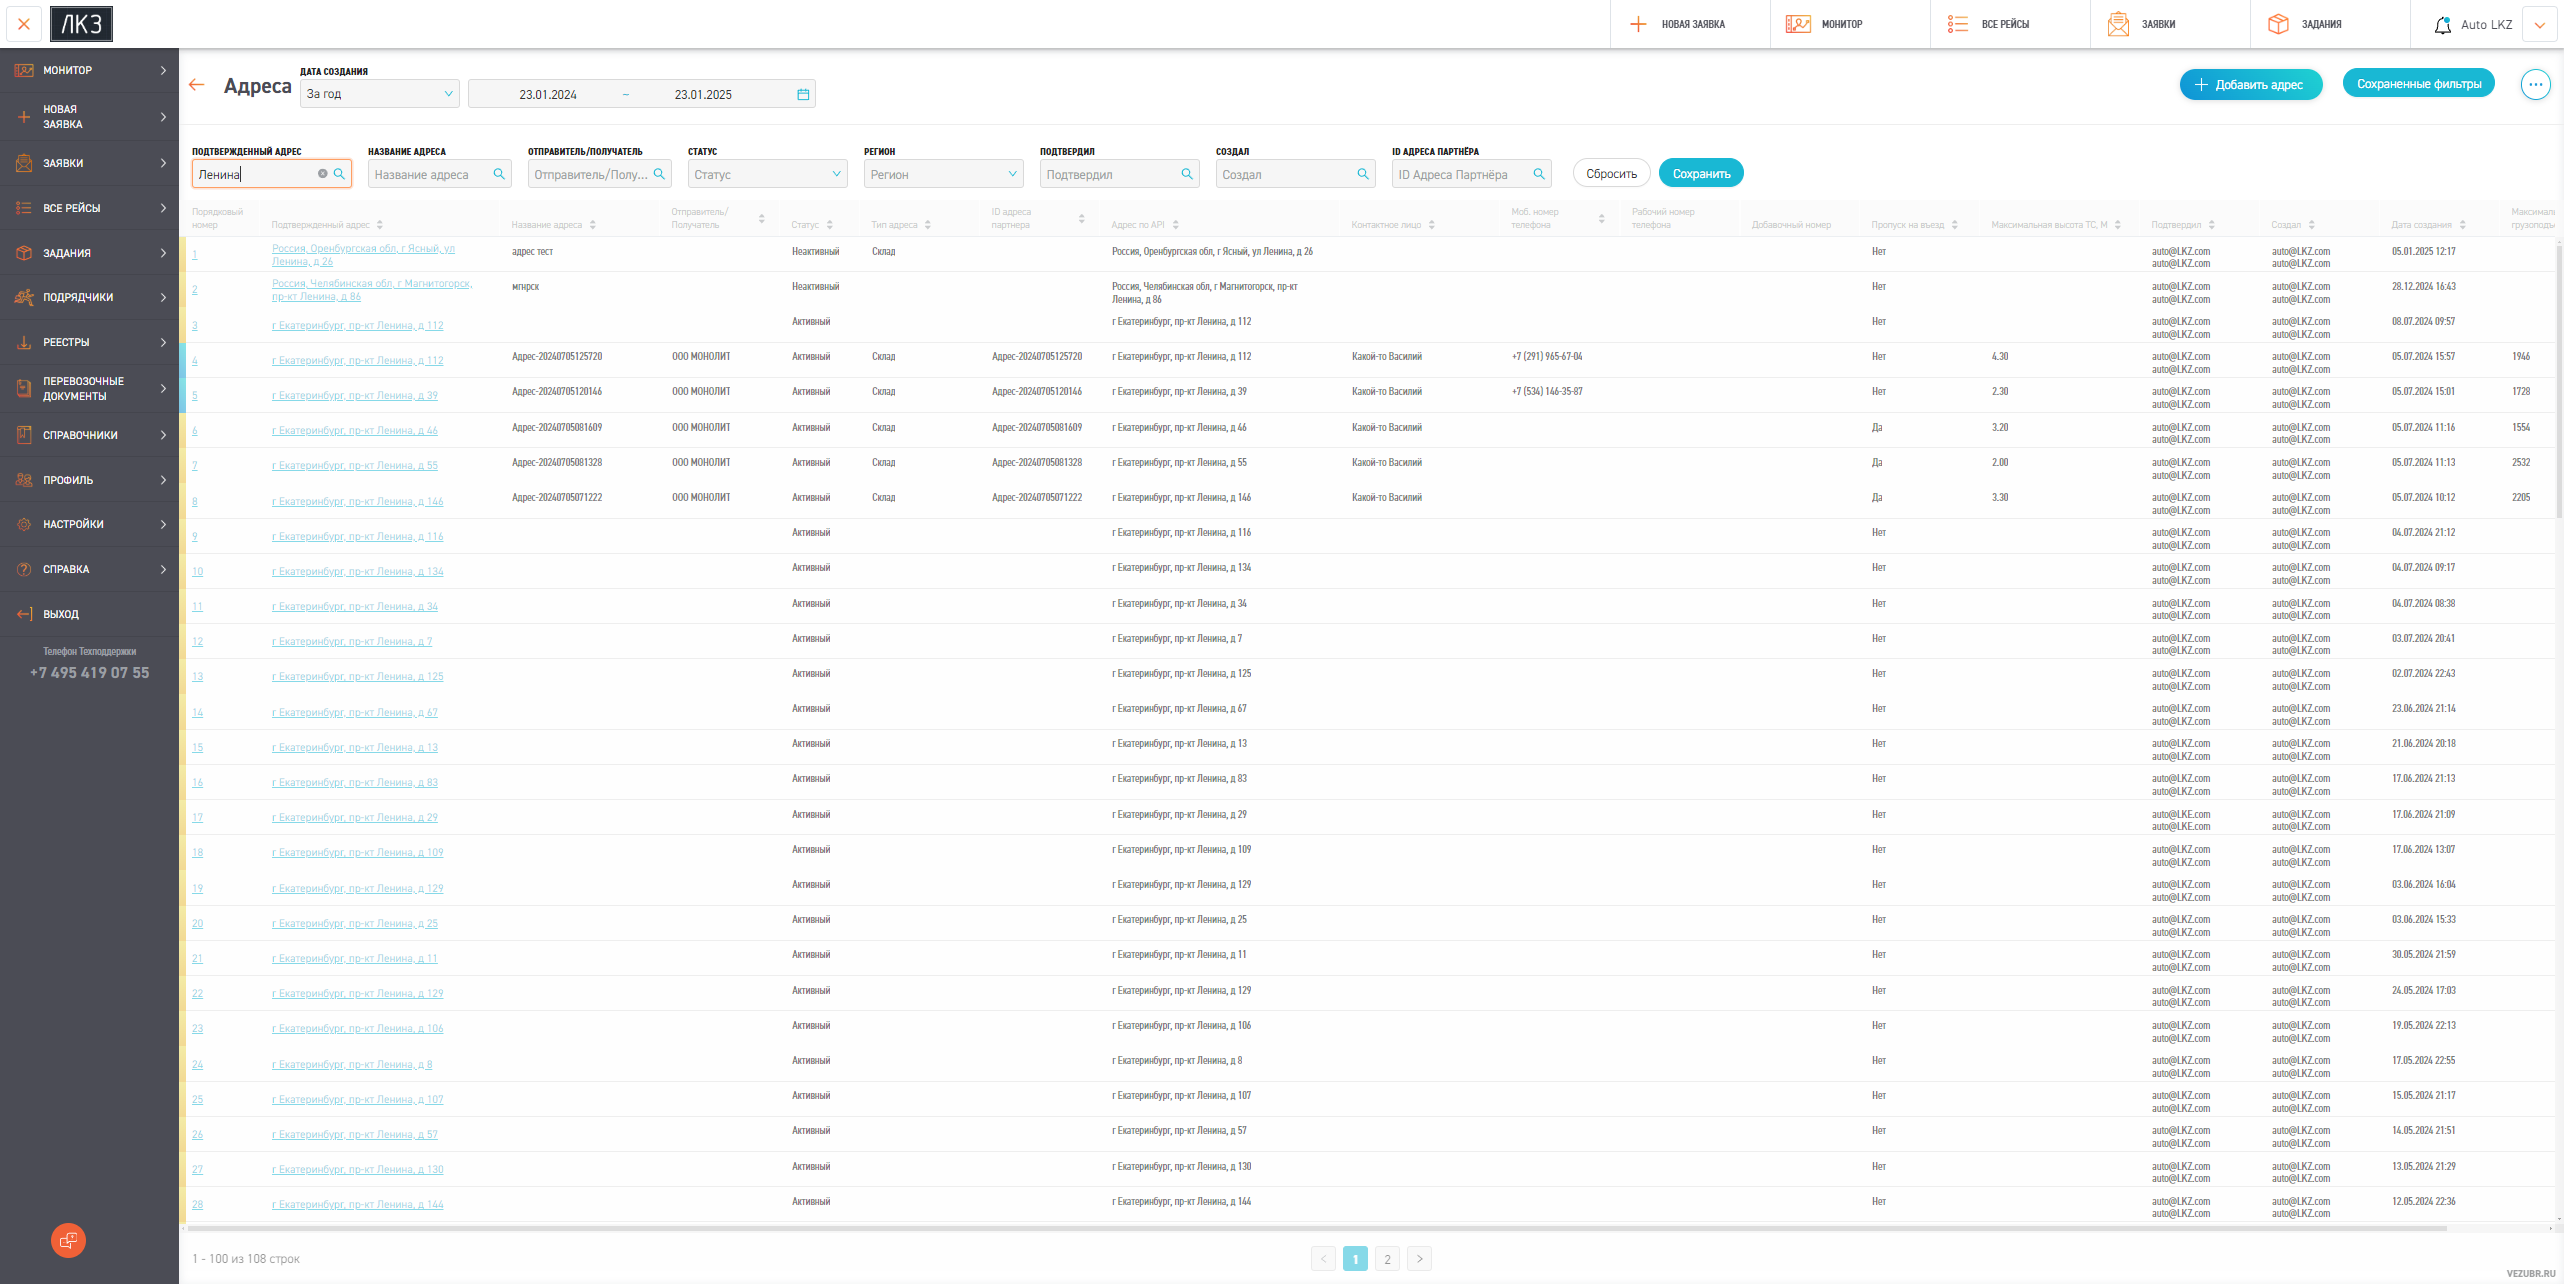 ЛКЗ
НОВАЯ ЗАЯВКА
МОНИТОР
ВСЕ РЕЙСЫ
ЗАЯВКИ
ЗАДАНИЯ
Auto LKZ
МОНИТОР
НОВАЯ
ЗАЯВКА
ЗАЯВКИ
ВСЕ РЕЙСЫ
ЗАДАНИЯ
ПОДРЯДЧИКИ
РЕЕСТРЫ
ПЕРЕВОЗОЧНЫЕ
ДОКУМЕНТЫ
СПРАВОЧНИКИ
ПРОФИЛЬ
НАСТРОЙКИ
СПРАВКА
ВЫХОД
Телефон Техподдержки
+7 495 419 07 55
Адреса
ДАТА СОЗДАНИЯ
За год
23.01.2024 ~ 23.01.2025
+ Добавить адрес
Сохраненные фильтры
ПОДТВЕРЖДЕННЫЙ АДРЕС НАЗВАНИЕ АДРЕСА ОТПРАВИТЕЛЬ/ПОЛУЧАТЕЛЬ СТАТУС РЕГИОН ПОДТВЕРДИЛ СОЗДАЛ ID АДРЕСА ПАРТНЁРА
Ленина Название адреса Отправитель/Полу... Статус Регион Подтвердил Создал ID Адреса Партнёра Сбросить Сохранить
Порядковый номер Подтвержденный адрес Название адреса Отправитель/Получатель Статус Тип адреса ID адреса партнера Адрес по API Контактное лицо Моб. номер телефона Рабочий номер телефона Добавочный номер Пропуск на въезд Максимальная высота ТС, М Подтвердил Создал Дата создания
1 Россия, Оренбургская обл, г Ясный, ул Ленина, д 26 адрес тест Неактивный Склад Россия, Оренбургская обл, г Ясный, ул Ленина, д 26 Нет auto@LKZ.com auto@LKZ.com 05.01.2025 12:17
auto@LKZ.com auto@LKZ.com
2 Россия, Челябинская обл, г Магнитогорск, пр-кт Ленина, д 86 мгнрск Неактивный Россия, Челябинская обл, г Магнитогорск, пр-кт Ленина, д 86 Нет auto@LKZ.com auto@LKZ.com 28.12.2024 16:43
auto@LKZ.com auto@LKZ.com
3 г Екатеринбург, пр-кт Ленина, д 112 Активный г Екатеринбург, пр-кт Ленина, д 112 Нет auto@LKZ.com auto@LKZ.com 08.07.2024 09:57
auto@LKZ.com auto@LKZ.com
4 г Екатеринбург, пр-кт Ленина, д 112 Адрес-20240705125720 ООО МОНОЛИТ Активный Склад Адрес-20240705125720 г Екатеринбург, пр-кт Ленина, д 112 Какой-то Василий +7 (291) 965-67-04 Нет 4.30 auto@LKZ.com auto@LKZ.com 05.07.2024 15:57 1946
auto@LKZ.com auto@LKZ.com
5 г Екатеринбург, пр-кт Ленина, д 39 Адрес-20240705120146 ООО МОНОЛИТ Активный Склад Адрес-20240705120146 г Екатеринбург, пр-кт Ленина, д 39 Какой-то Василий +7 (534) 146-35-87 Нет 2.30 auto@LKZ.com auto@LKZ.com 05.07.2024 15:01 1728
auto@LKZ.com auto@LKZ.com
6 г Екатеринбург, пр-кт Ленина, д 46 Адрес-20240705081609 ООО МОНОЛИТ Активный Склад Адрес-20240705081609 г Екатеринбург, пр-кт Ленина, д 46 Какой-то Василий Да 3.20 auto@LKZ.com auto@LKZ.com 05.07.2024 11:16 1554
auto@LKZ.com auto@LKZ.com
7 г Екатеринбург, пр-кт Ленина, д 55 Адрес-20240705081328 ООО МОНОЛИТ Активный Склад Адрес-20240705081328 г Екатеринбург, пр-кт Ленина, д 55 Какой-то Василий Да 2.00 auto@LKZ.com auto@LKZ.com 05.07.2024 11:13 2532
auto@LKZ.com auto@LKZ.com
8 г Екатеринбург, пр-кт Ленина, д 146 Адрес-20240705071222 ООО МОНОЛИТ Активный Склад Адрес-20240705071222 г Екатеринбург, пр-кт Ленина, д 146 Какой-то Василий Да 3.30 auto@LKZ.com auto@LKZ.com 05.07.2024 10:12 2205
auto@LKZ.com auto@LKZ.com
9 г Екатеринбург, пр-кт Ленина, д 116 Активный г Екатеринбург, пр-кт Ленина, д 116 Нет auto@LKZ.com auto@LKZ.com 04.07.2024 21:12
auto@LKZ.com auto@LKZ.com
10 г Екатеринбург, пр-кт Ленина, д 134 Активный г Екатеринбург, пр-кт Ленина, д 134 Нет auto@LKZ.com auto@LKZ.com 04.07.2024 09:17
auto@LKZ.com auto@LKZ.com
11 г Екатеринбург, пр-кт Ленина, д 34 Активный г Екатеринбург, пр-кт Ленина, д 34 Нет auto@LKZ.com auto@LKZ.com 04.07.2024 08:38
auto@LKZ.com auto@LKZ.com
12 г Екатеринбург, пр-кт Ленина, д 7 Активный г Екатеринбург, пр-кт Ленина, д 7 Нет auto@LKZ.com auto@LKZ.com 03.07.2024 20:41
auto@LKZ.com auto@LKZ.com
13 г Екатеринбург, пр-кт Ленина, д 125 Активный г Екатеринбург, пр-кт Ленина, д 125 Нет auto@LKZ.com auto@LKZ.com 02.07.2024 22:43
auto@LKZ.com auto@LKZ.com
14 г Екатеринбург, пр-кт Ленина, д 67 Активный г Екатеринбург, пр-кт Ленина, д 67 Нет auto@LKZ.com auto@LKZ.com 23.06.2024 21:14
auto@LKZ.com auto@LKZ.com
15 г Екатеринбург, пр-кт Ленина, д 13 Активный г Екатеринбург, пр-кт Ленина, д 13 Нет auto@LKZ.com auto@LKZ.com 21.06.2024 20:18
auto@LKZ.com auto@LKZ.com
16 г Екатеринбург, пр-кт Ленина, д 83 Активный г Екатеринбург, пр-кт Ленина, д 83 Нет auto@LKZ.com auto@LKZ.com 17.06.2024 21:13
auto@LKZ.com auto@LKZ.com
17 г Екатеринбург, пр-кт Ленина, д 29 Активный г Екатеринбург, пр-кт Ленина, д 29 Нет auto@LKE.com auto@LKZ.com 17.06.2024 21:09
auto@LKE.com auto@LKZ.com
18 г Екатеринбург, пр-кт Ленина, д 109 Активный г Екатеринбург, пр-кт Ленина, д 109 Нет auto@LKZ.com auto@LKZ.com 17.06.2024 13:07
auto@LKZ.com auto@LKZ.com
19 г Екатеринбург, пр-кт Ленина, д 129 Активный г Екатеринбург, пр-кт Ленина, д 129 Нет auto@LKZ.com auto@LKZ.com 03.06.2024 16:04
auto@LKZ.com auto@LKZ.com
20 г Екатеринбург, пр-кт Ленина, д 25 Активный г Екатеринбург, пр-кт Ленина, д 25 Нет auto@LKZ.com auto@LKZ.com 03.06.2024 15:33
auto@LKZ.com auto@LKZ.com
21 г Екатеринбург, пр-кт Ленина, д 11 Активный г Екатеринбург, пр-кт Ленина, д 11 Нет auto@LKZ.com auto@LKZ.com 30.05.2024 21:59
auto@LKZ.com auto@LKZ.com
22 г Екатеринбург, пр-кт Ленина, д 129 Активный г Екатеринбург, пр-кт Ленина, д 129 Нет auto@LKZ.com auto@LKZ.com 24.05.2024 17:03
auto@LKZ.com auto@LKZ.com
23 г Екатеринбург, пр-кт Ленина, д 106 Активный г Екатеринбург, пр-кт Ленина, д 106 Нет auto@LKZ.com auto@LKZ.com 19.05.2024 22:13
auto@LKZ.com auto@LKZ.com
24 г Екатеринбург, пр-кт Ленина, д 8 Активный г Екатеринбург, пр-кт Ленина, д 8 Нет auto@LKZ.com auto@LKZ.com 17.05.2024 22:55
auto@LKZ.com auto@LKZ.com
25 г Екатеринбург, пр-кт Ленина, д 107 Активный г Екатеринбург, пр-кт Ленина, д 107 Нет auto@LKZ.com auto@LKZ.com 15.05.2024 21:17
auto@LKZ.com auto@LKZ.com
26 г Екатеринбург, пр-кт Ленина, д 57 Активный г Екатеринбург, пр-кт Ленина, д 57 Нет auto@LKZ.com auto@LKZ.com 14.05.2024 21:51
auto@LKZ.com auto@LKZ.com
27 г Екатеринбург, пр-кт Ленина, д 130 Активный г Екатеринбург, пр-кт Ленина, д 130 Нет auto@LKZ.com auto@LKZ.com 13.05.2024 21:29
auto@LKZ.com auto@LKZ.com
28 г Екатеринбург, пр-кт Ленина, д 144 Активный г Екатеринбург, пр-кт Ленина, д 144 Нет auto@LKZ.com auto@LKZ.com 12.05.2024 22:36
auto@LKZ.com auto@LKZ.com
1 - 100 из 108 строк
1 2
VEZUBR.RU